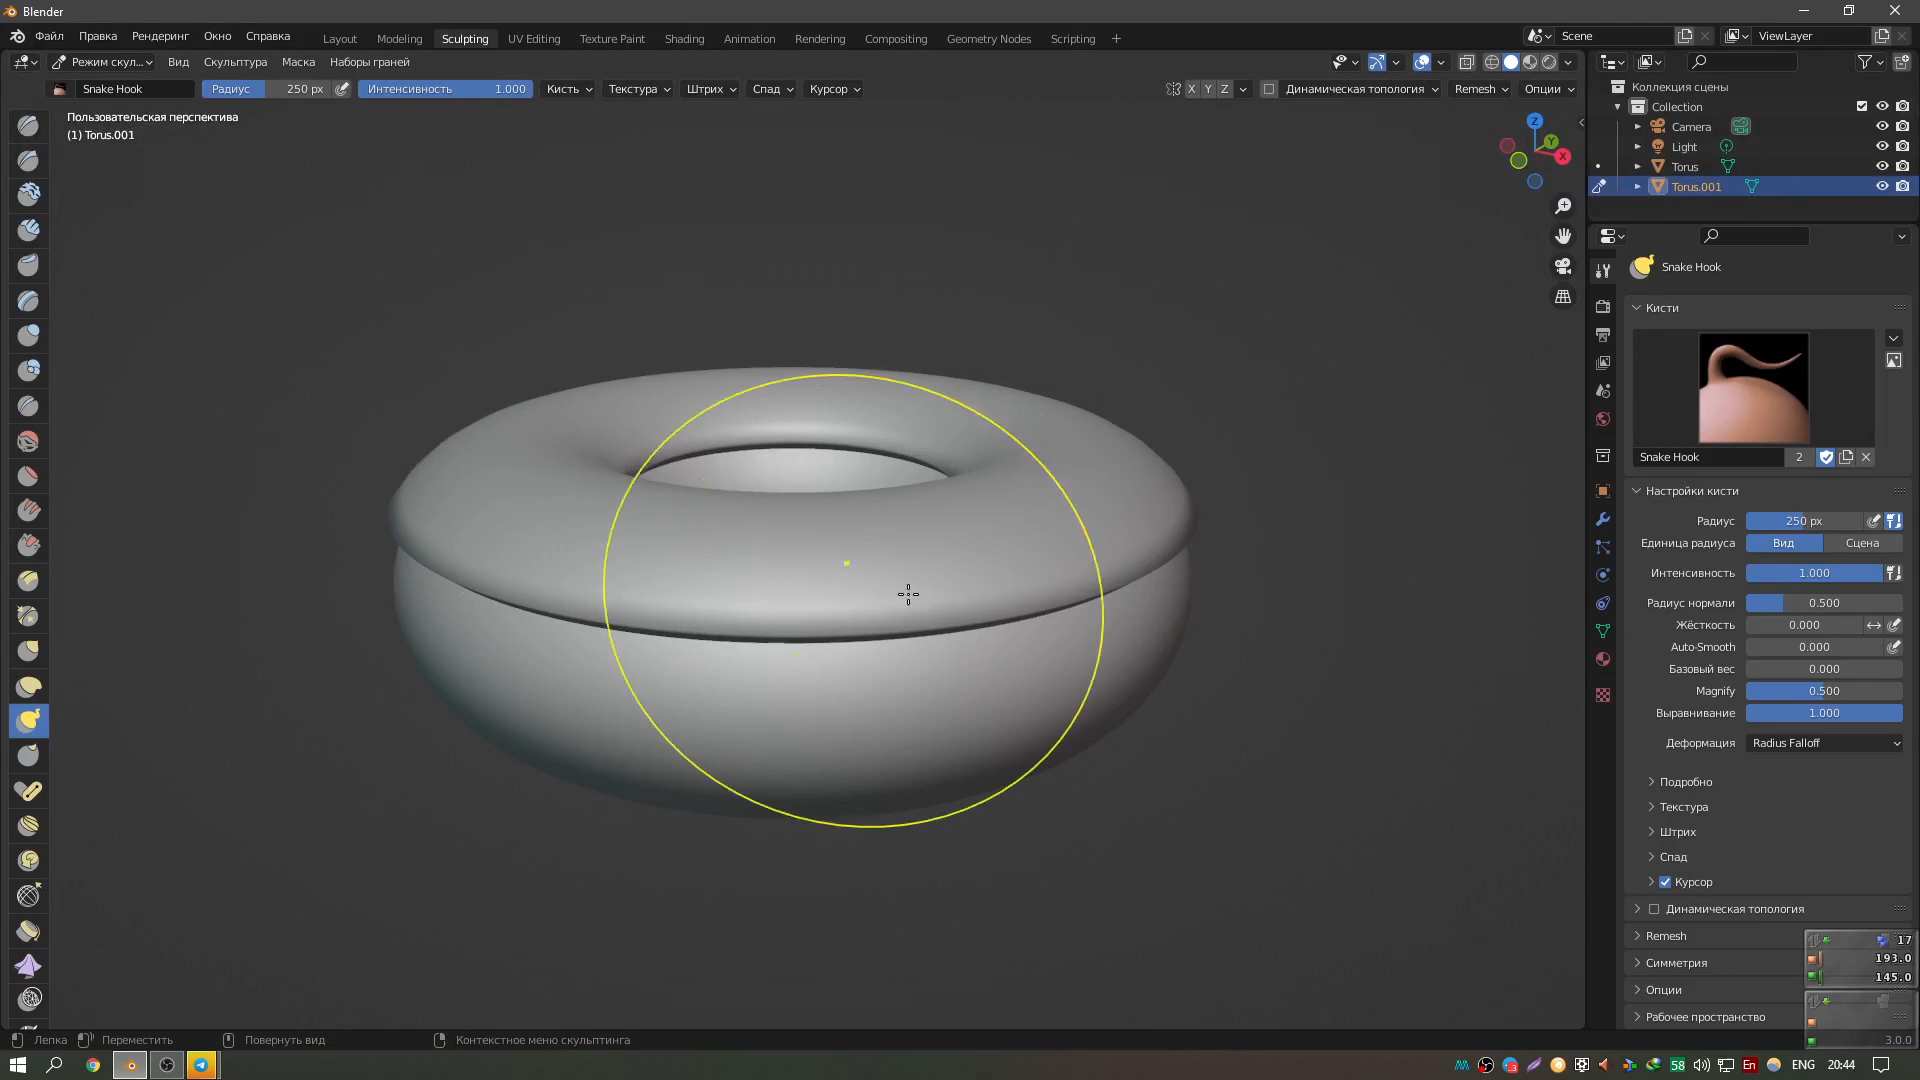 Blender
Файл Правка Рендеринг Окно Справка Layout Modeling Sculpting UV Editing Texture Paint Shading Animation Rendering Compositing Geometry Nodes Scripting Scene ViewLayer
Режим скул... Вид Скульптура Маска Наборы граней
Snake Hook Радиус 250 px Интенсивность 1.000 Кисть Текстура Штрих Спад Курсор X Y Z Динамическая топология Remesh Опции
Пользовательская перспектива
(1) Torus.001
Z
Y
X
Коллекция сцены
Collection
Camera
Light
Torus
Torus.001
Snake Hook
Кисти
Snake Hook 2
Настройки кисти
Радиус 250 px
Единица радиуса Вид Сцена
Интенсивность 1.000
Радиус нормали 0.500
Жёсткость 0.000
Auto-Smooth 0.000
Базовый вес 0.000
Magnify 0.500
Выравнивание 1.000
Деформация Radius Falloff
Подробно
Текстура
Штрих
Спад
Курсор
Динамическая топология
Remesh
Симметрия
Опции
Рабочее пространство
17
193.0
145.0
3.0.0
Лепка Переместить Повернуть вид Контекстное меню скульптинга
58 En ENG 20:44